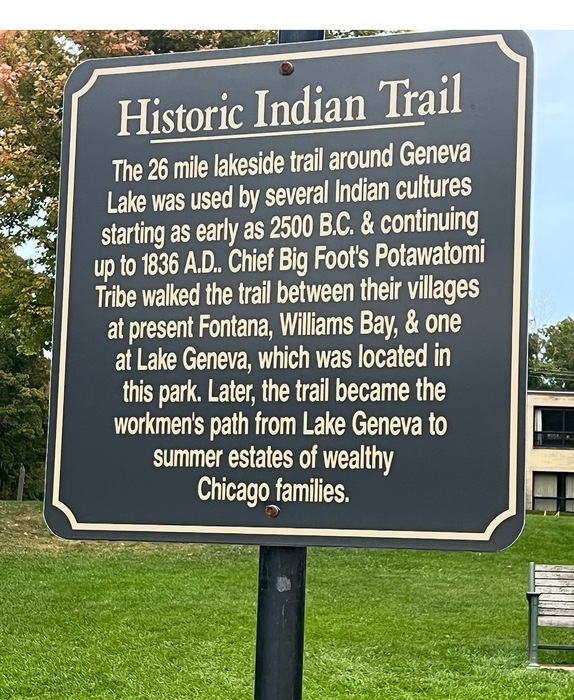 Historic Indian Trail
The 26 mile lakeside trail around Geneva
Lake was used by several Indian cultures
starting as early as 2500 B.C. & continuing
up to 1836 A.D.. Chief Big Foot's Potawatomi
Tribe walked the trail between their villages
at present Fontana, Williams Bay, & one
at Lake Geneva, which was located in
this park. Later, the trail became the
workmen's path from Lake Geneva to
summer estates of wealthy
Chicago families.